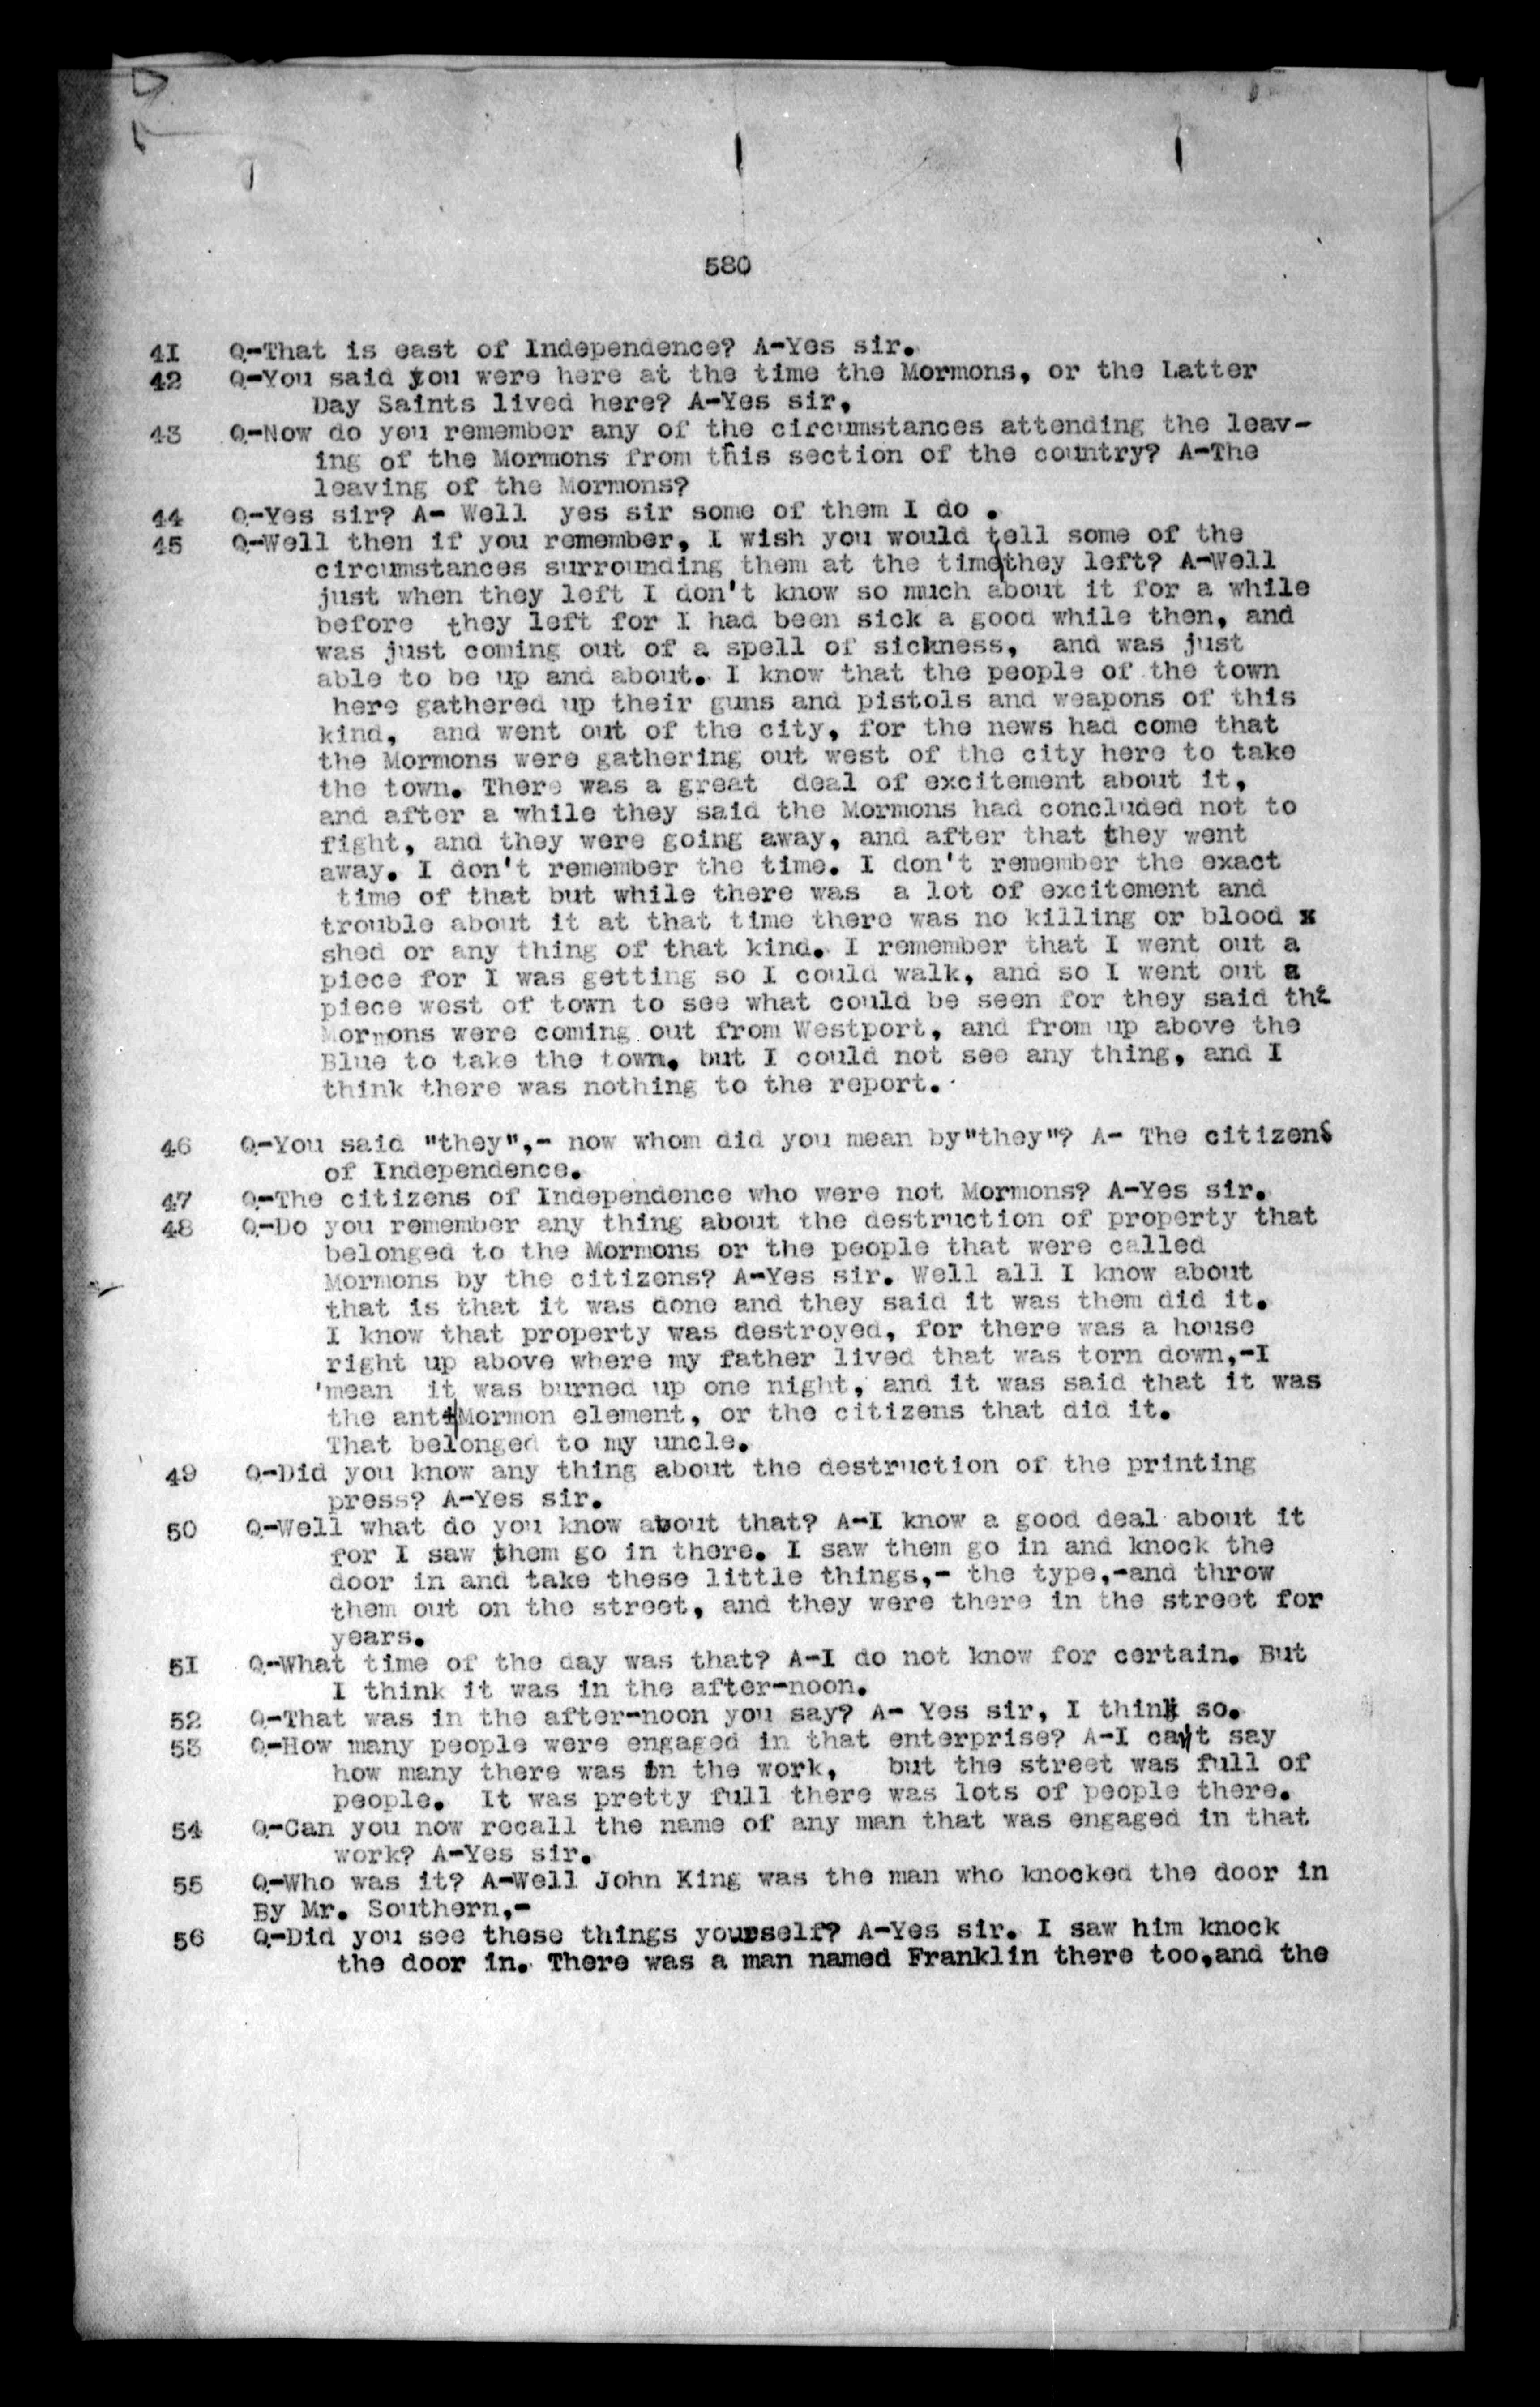 580
41 Q-That is east of Independence? A-Yes sir.
42 Q-You said you were here at the time the Mormons, or the Latter
Day Saints lived here? A-Yes sir,
43 Q-Now do you remember any of the circumstances attending the leav-
ing of the Mormons from this section of the country? A-The
leaving of the Mormons?
44 Q-Yes sir? A- Well yes sir some of them I do .
45 Q-Well then if you remember, I wish you would tell some of the
circumstances surrounding them at the time they left? A-Well
just when they left I don't know so much about it for a while
before they left for I had been sick a good while then, and
was just coming out of a spell of sickness, and was just
able to be up and about. I know that the people of the town
here gathered up their guns and pistols and weapons of this
kind, and went out of the city, for the news had come that
the Mormons were gathering out west of the city here to take
the town. There was a great deal of excitement about it,
and after a while they said the Mormons had concluded not to
fight, and they were going away, and after that they went
away. I don't remember the time. I don't remember the exact
time of that but while there was a lot of excitement and
trouble about it at that time there was no killing or blood x
shed or any thing of that kind. I remember that I went out a
piece for I was getting so I could walk, and so I went out a
piece west of town to see what could be seen for they said the
Mormons were coming out from Westport, and from up above the
Blue to take the town, but I could not see any thing, and I
think there was nothing to the report.
46 Q-You said "they",- now whom did you mean by"they"? A- The citizens
of Independence.
47 Q-The citizens of Independence who were not Mormons? A-Yes sir.
48 Q-Do you remember any thing about the destruction of property that
belonged to the Mormons or the people that were called
Mormons by the citizens? A-Yes sir. Well all I know about
that is that it was done and they said it was them did it.
I know that property was destroyed, for there was a house
right up above where my father lived that was torn down,-I
mean it was burned up one night, and it was said that it was
the anti Mormon element, or the citizens that did it.
That belonged to my uncle.
49 Q-Did you know any thing about the destruction of the printing
press? A-Yes sir.
50 Q-Well what do you know about that? A-I know a good deal about it
for I saw them go in there. I saw them go in and knock the
door in and take these little things,- the type,-and throw
them out on the street, and they were there in the street for
years.
51 Q-What time of the day was that? A-I do not know for certain. But
I think it was in the after-noon.
52 Q-That was in the after-noon you say? A- Yes sir, I think so.
53 Q-How many people were engaged in that enterprise? A-I can't say
how many there was in the work, but the street was full of
people. It was pretty full there was lots of people there.
54 Q-Can you now recall the name of any man that was engaged in that
work? A-Yes sir.
55 Q-Who was it? A-Well John King was the man who knocked the door in
By Mr. Southern,-
56 Q-Did you see these things yourself? A-Yes sir. I saw him knock
the door in. There was a man named Franklin there too,and the